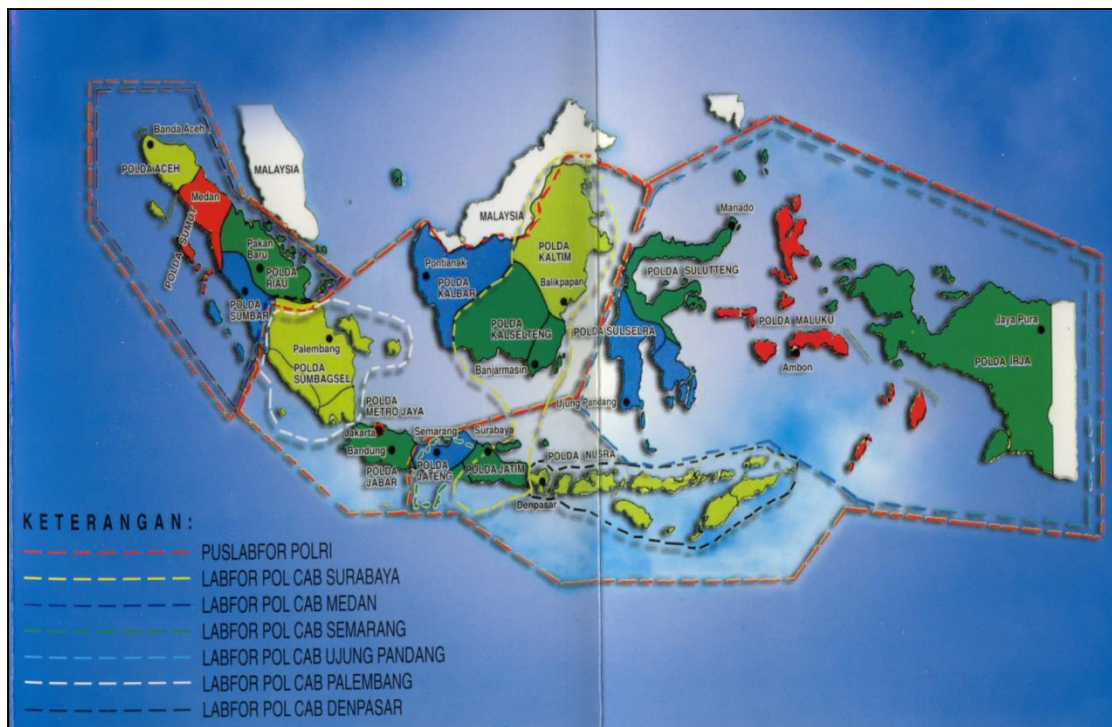 Banda Aceh
POLDA ACEH
MALAYSIA
Medan
POLDA SUMUT
Pakan
Baru
POLDA
RIAU
POLDA
SUMBAR
Palembang
POLDA
SUMBAGSEL
MALAYSIA
Pontianak
POLDA
KALBAR
POLDA
KALTIM
Balikpapan
POLDA
KALSELTENG
Banjarmasin
Manado
POLDA SULUTTENG
POLDA SULSELRA
Ujung Pandang
POLDA MALUKU
Ambon
Jaya Pura
POLDA IRJA
POLDA
METRO JAYA
Jakarta
Bandung
POLDA
JABAR
Semarang
POLDA
JATENG
Surabaya
POLDA JATIM
POLDA NUSRA
Denpasar
KETERANGAN:
PUSLABFOR POLRI
LABFOR POL CAB SURABAYA
LABFOR POL CAB MEDAN
LABFOR POL CAB SEMARANG
LABFOR POL CAB UJUNG PANDANG
LABFOR POL CAB PALEMBANG
LABFOR POL CAB DENPASAR